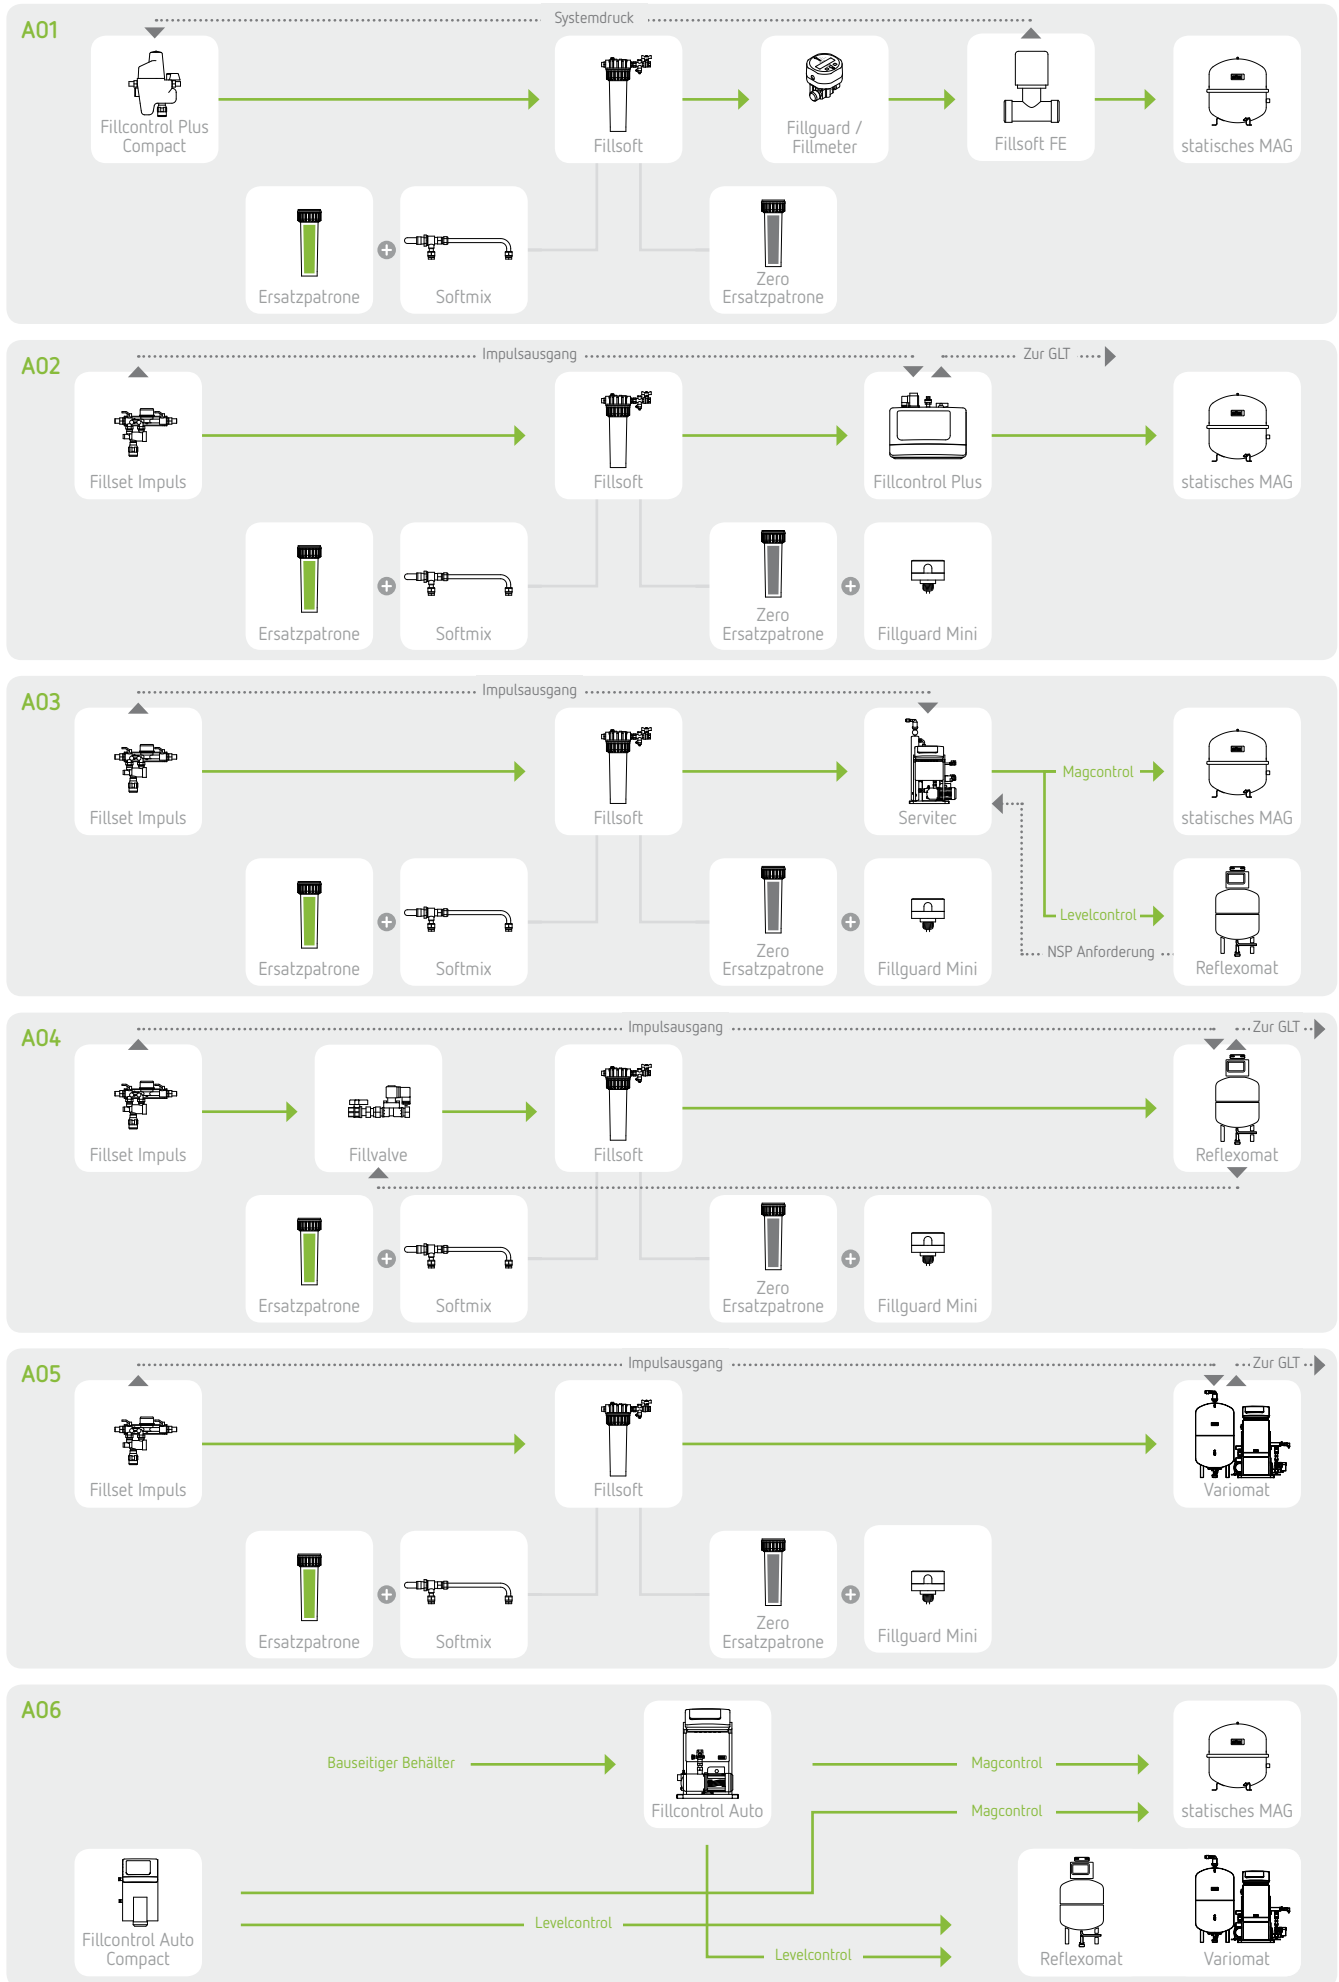 A01
Systemdruck
Fillcontrol Plus
Compact
Fillsoft
Fillguard /
Fillmeter
Fillsoft FE
statisches MAG
Ersatzpatrone
Softmix
Zero
Ersatzpatrone
A02
Impulsausgang
Zur GLT
Fillset Impuls
Fillsoft
Fillcontrol Plus
statisches MAG
Ersatzpatrone
Softmix
Zero
Ersatzpatrone
Fillguard Mini
A03
Impulsausgang
Magcontrol
Fillset Impuls
Fillsoft
Servitec
statisches MAG
Levelcontrol
NSP Anforderung
Ersatzpatrone
Softmix
Zero
Ersatzpatrone
Fillguard Mini
Reflexomat
A04
Impulsausgang
Zur GLT
Fillset Impuls
Fillvalve
Fillsoft
Reflexomat
Ersatzpatrone
Softmix
Zero
Ersatzpatrone
Fillguard Mini
A05
Impulsausgang
Zur GLT
Fillset Impuls
Fillsoft
Variomat
Ersatzpatrone
Softmix
Zero
Ersatzpatrone
Fillguard Mini
A06
Bauseitiger Behälter
Magcontrol
Fillcontrol Auto
Magcontrol
statisches MAG
Levelcontrol
Fillcontrol Auto
Compact
Levelcontrol
Reflexomat
Variomat